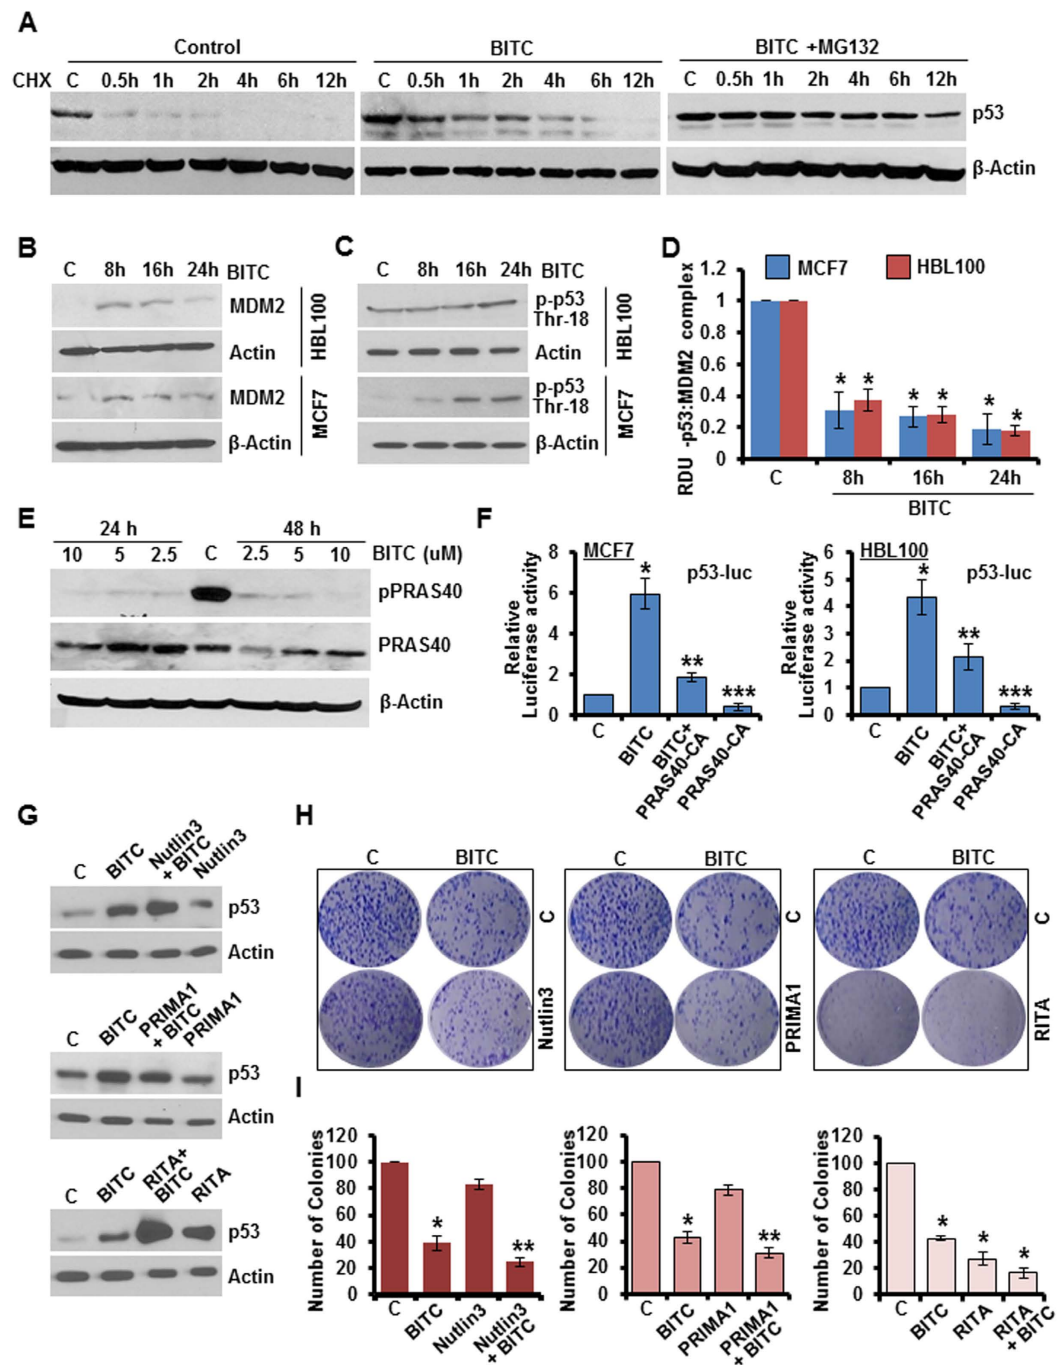 A
Control BITC BITC +MG132
CHX C 0.5h 1h 2h 4h 6h 12h C 0.5h 1h 2h 4h 6h 12h C 0.5h 1h 2h 4h 6h 12h
p53
β-Actin
B
C 8h 16h 24h BITC
MDM2
Actin
HBL100
MDM2
β-Actin
MCF7
C
C 8h 16h 24h BITC
p-p53
Thr-18
Actin
HBL100
p-p53
Thr-18
β-Actin
MCF7
D
MCF7 HBL100
RDU -p53:MDM2 complex
1.2
1
0.8
0.6
0.4
0.2
0
* * * * * *
C 8h 16h 24h
BITC
E
24 h 48 h
10 5 2.5 C 2.5 5 10 BITC (uM)
pPRAS40
PRAS40
β-Actin
F
MCF7 p53-luc
Relative
Luciferase activity
8
6
4
2
0
* ** ***
C
BITC
BITC+
PRAS40-CA
PRAS40-CA
HBL100 p53-luc
Relative
Luciferase activity
6
5
4
3
2
1
0
* ** ***
C
BITC
BITC+
PRAS40-CA
PRAS40-CA
G
C
BITC
Nutlin3
+ BITC
Nutlin3
p53
Actin
C
BITC
PRIMA1
+ BITC
PRIMA1
p53
Actin
C
BITC
RITA+
BITC
RITA
p53
Actin
H
C BITC
C
Nutlin3
C BITC
C
PRIMA1
C BITC
C
RITA
I
Number of Colonies
120
100
80
60
40
20
0
* **
C
BITC
Nutlin3
Nutlin3
+ BITC
Number of Colonies
120
100
80
60
40
20
0
* **
C
BITC
PRIMA1
PRIMA1
+ BITC
Number of Colonies
120
100
80
60
40
20
0
* * *
C
BITC
RITA
RITA
+ BITC